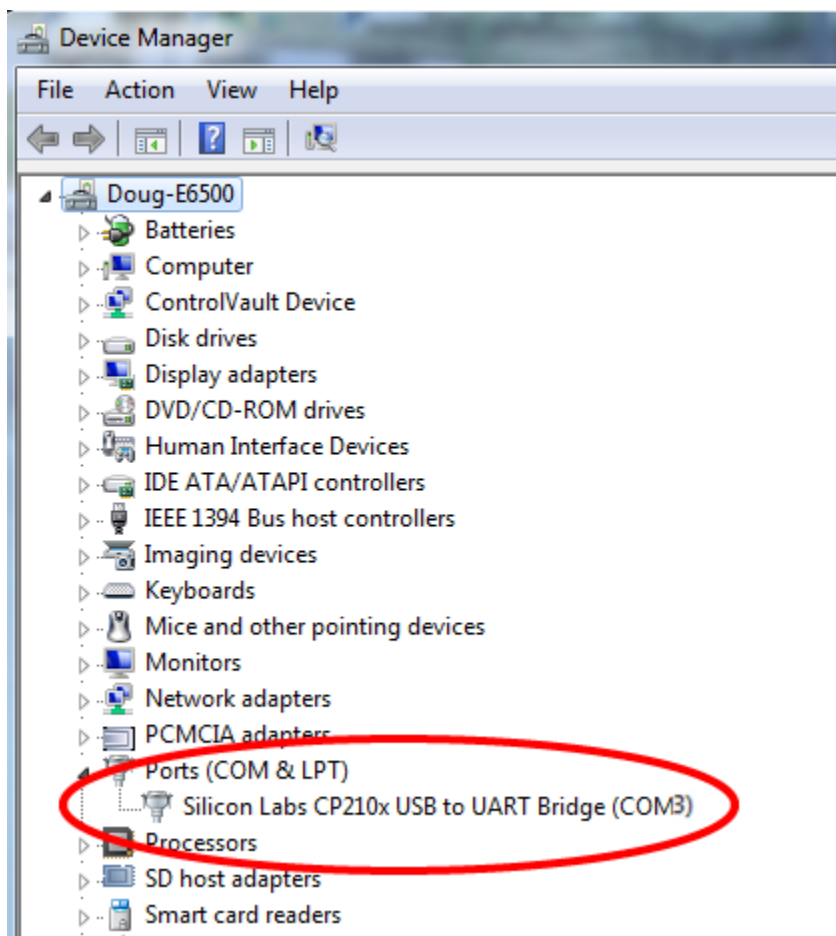 Device Manager
File Action View Help
Doug-E6500
Batteries
Computer
ControlVault Device
Disk drives
Display adapters
DVD/CD-ROM drives
Human Interface Devices
IDE ATA/ATAPI controllers
IEEE 1394 Bus host controllers
Imaging devices
Keyboards
Mice and other pointing devices
Monitors
Network adapters
PCMCIA adapters
Ports (COM & LPT)
Silicon Labs CP210x USB to UART Bridge (COM3)
Processors
SD host adapters
Smart card readers